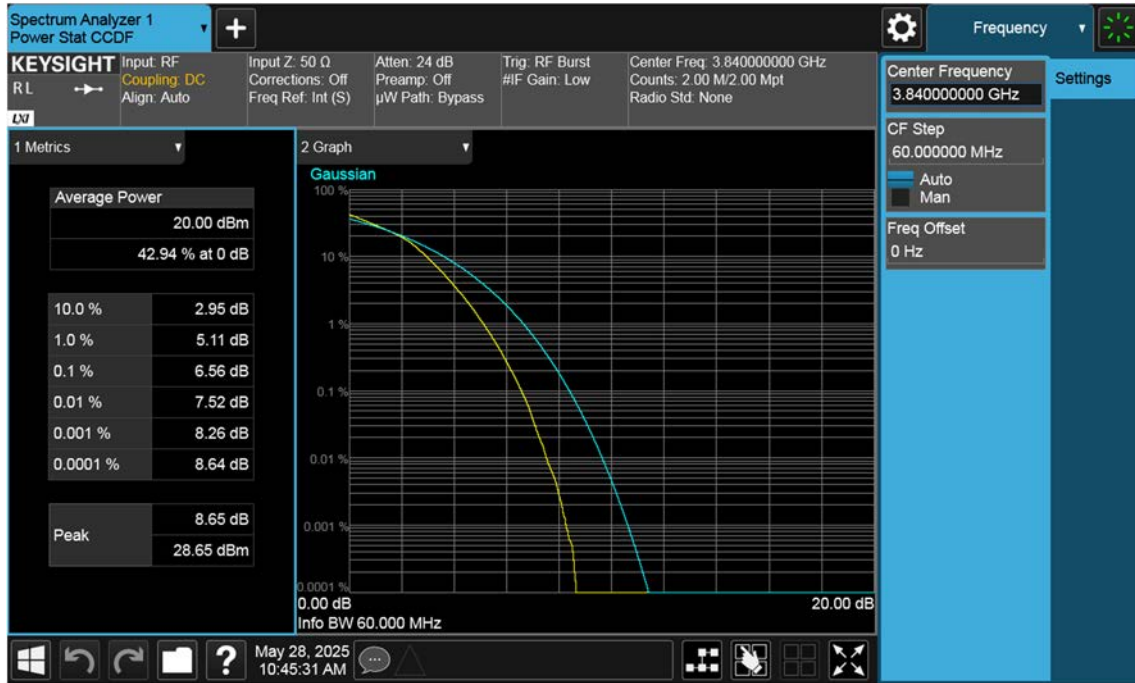 Spectrum Analyzer 1
Power Stat CCDF
+
Frequency
KEYSIGHT
RL
LXI
Input: RF
Coupling: DC
Align: Auto
Input Z: 50 Ω
Corrections: Off
Freq Ref: Int (S)
Atten: 24 dB
Preamp: Off
µW Path: Bypass
Trig: RF Burst
#IF Gain: Low
Center Freq: 3.840000000 GHz
Counts: 2.00 M/2.00 Mpt
Radio Std: None
Center Frequency
3.840000000 GHz
Settings
CF Step
60.000000 MHz
Auto
Man
Freq Offset
0 Hz
1 Metrics
Average Power
20.00 dBm
42.94 % at 0 dB
10.0 % 2.95 dB
1.0 % 5.11 dB
0.1 % 6.56 dB
0.01 % 7.52 dB
0.001 % 8.26 dB
0.0001 % 8.64 dB
Peak
8.65 dB
28.65 dBm
2 Graph
Gaussian
100 %
10 %
1 %
0.1 %
0.01 %
0.001 %
0.0001 %
0.00 dB 20.00 dB
Info BW 60.000 MHz
?
May 28, 2025
10:45:31 AM